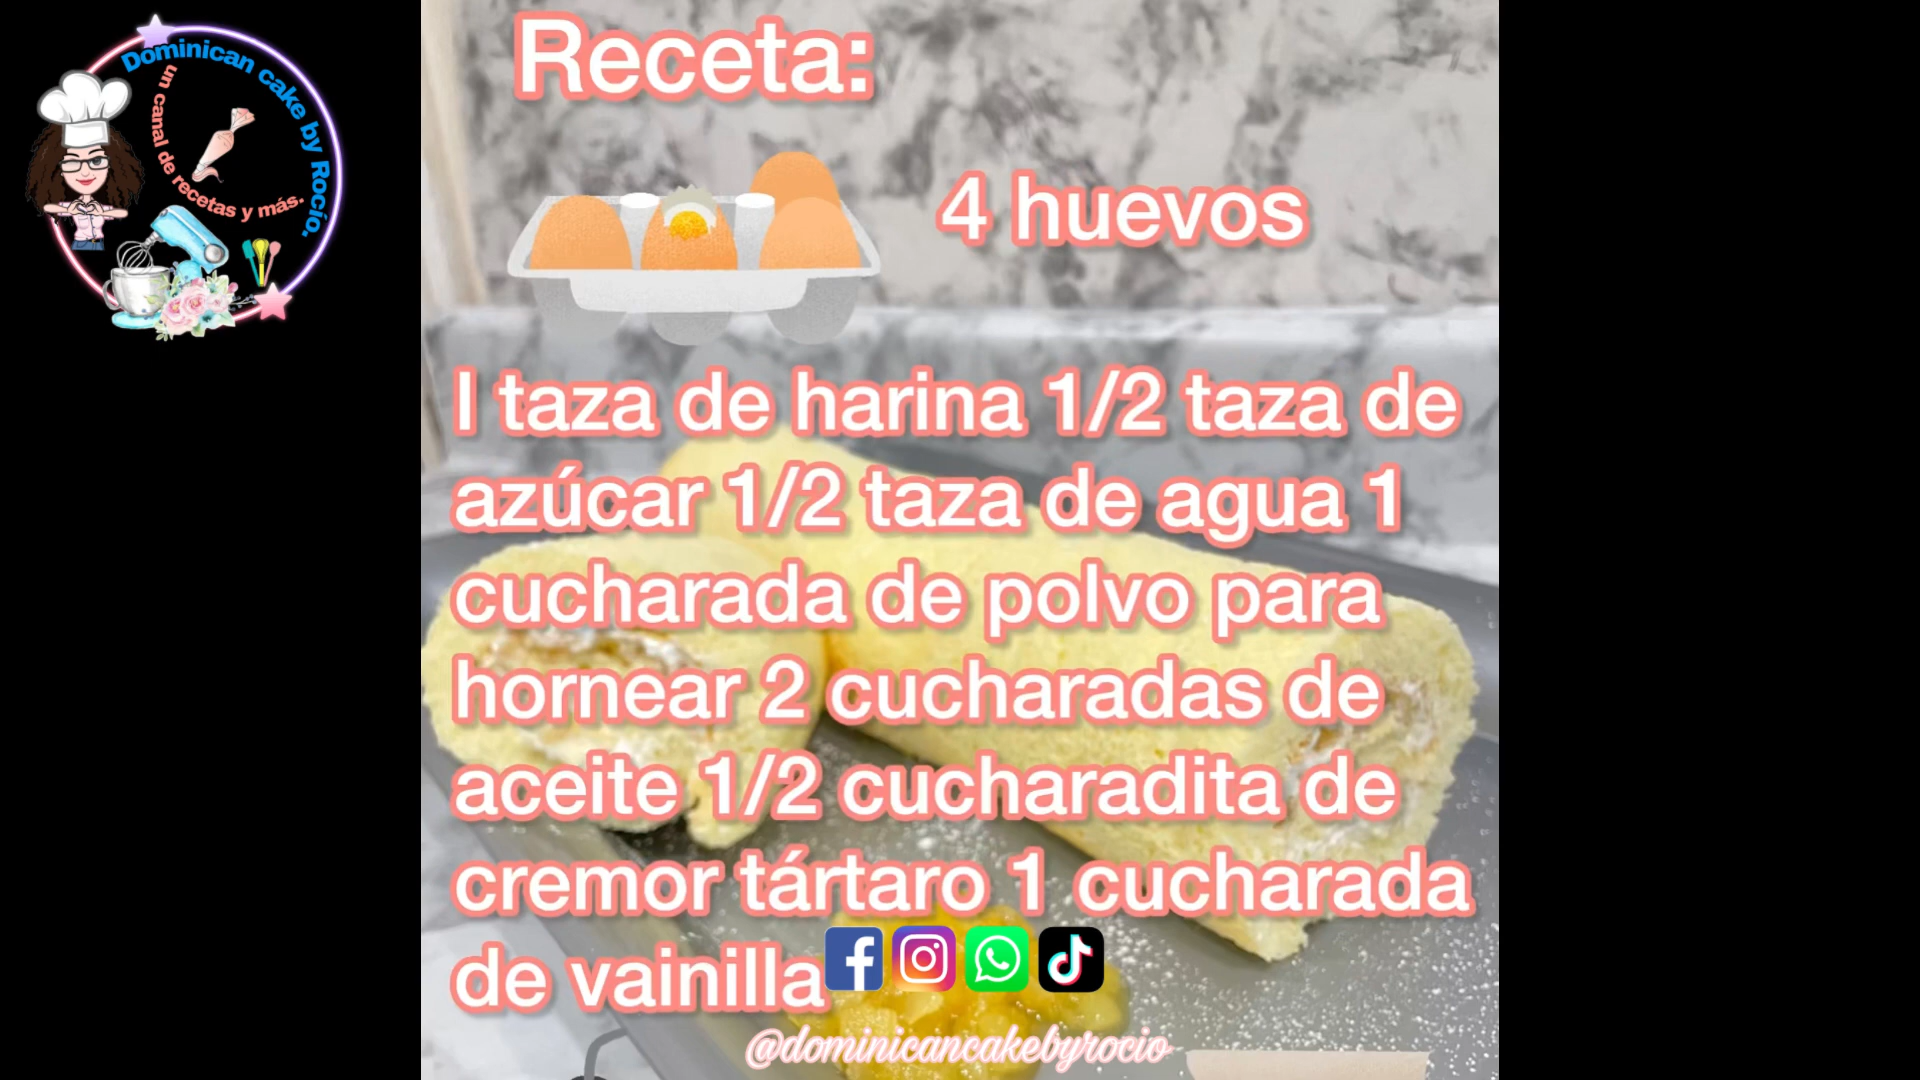 Dominican cake by Rocío.
un canal de recetas y más.
Receta:
4 huevos
I taza de harina 1/2 taza de
azúcar 1/2 taza de agua 1
cucharada de polvo para
hornear 2 cucharadas de
aceite 1/2 cucharadita de
cremor tártaro 1 cucharada
de vainilla
@dominicancakebyrocio